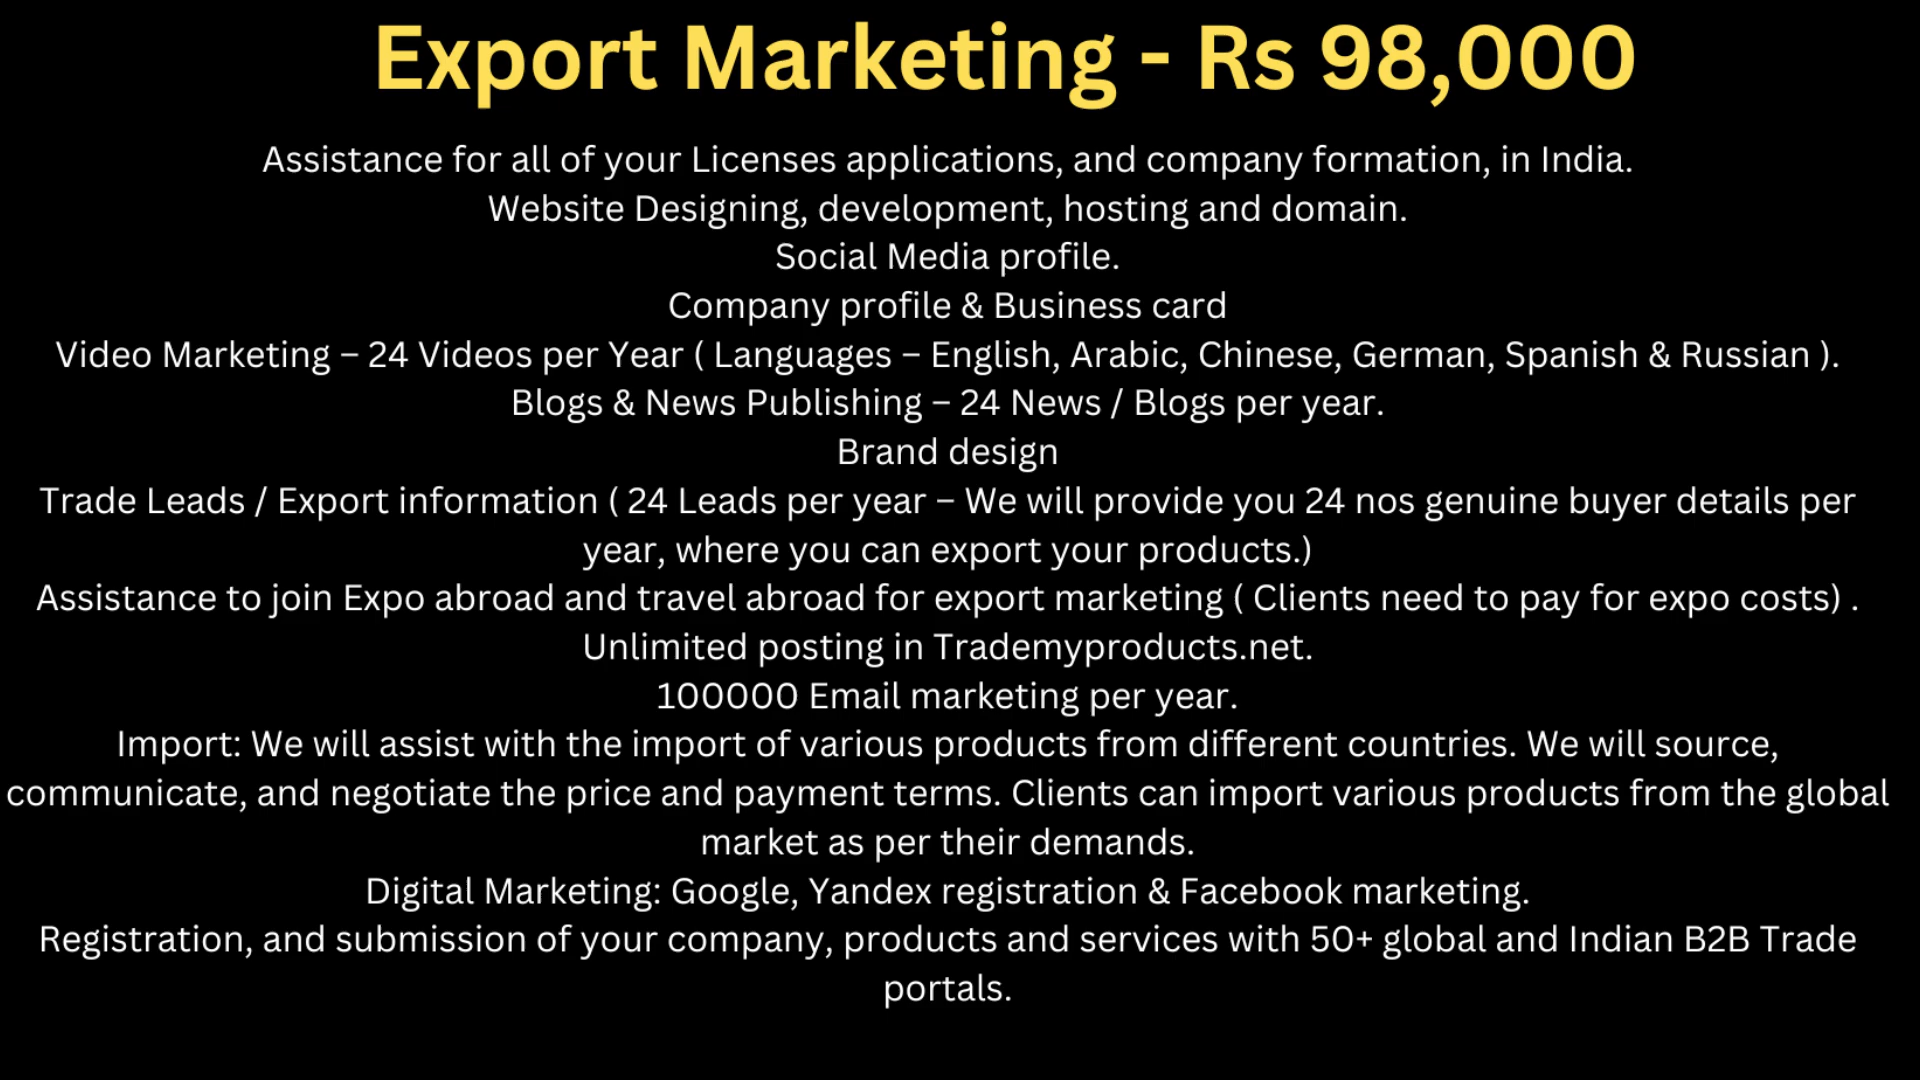 Export Marketing - Rs 98,000
Assistance for all of your Licenses applications, and company formation, in India.
Website Designing, development, hosting and domain.
Social Media profile.
Company profile & Business card
Video Marketing – 24 Videos per Year ( Languages – English, Arabic, Chinese, German, Spanish & Russian ).
Blogs & News Publishing – 24 News / Blogs per year.
Brand design
Trade Leads / Export information ( 24 Leads per year – We will provide you 24 nos genuine buyer details per
year, where you can export your products.)
Assistance to join Expo abroad and travel abroad for export marketing ( Clients need to pay for expo costs) .
Unlimited posting in Trademyproducts.net.
100000 Email marketing per year.
Import: We will assist with the import of various products from different countries. We will source,
communicate, and negotiate the price and payment terms. Clients can import various products from the global
market as per their demands.
Digital Marketing: Google, Yandex registration & Facebook marketing.
Registration, and submission of your company, products and services with 50+ global and Indian B2B Trade
portals.